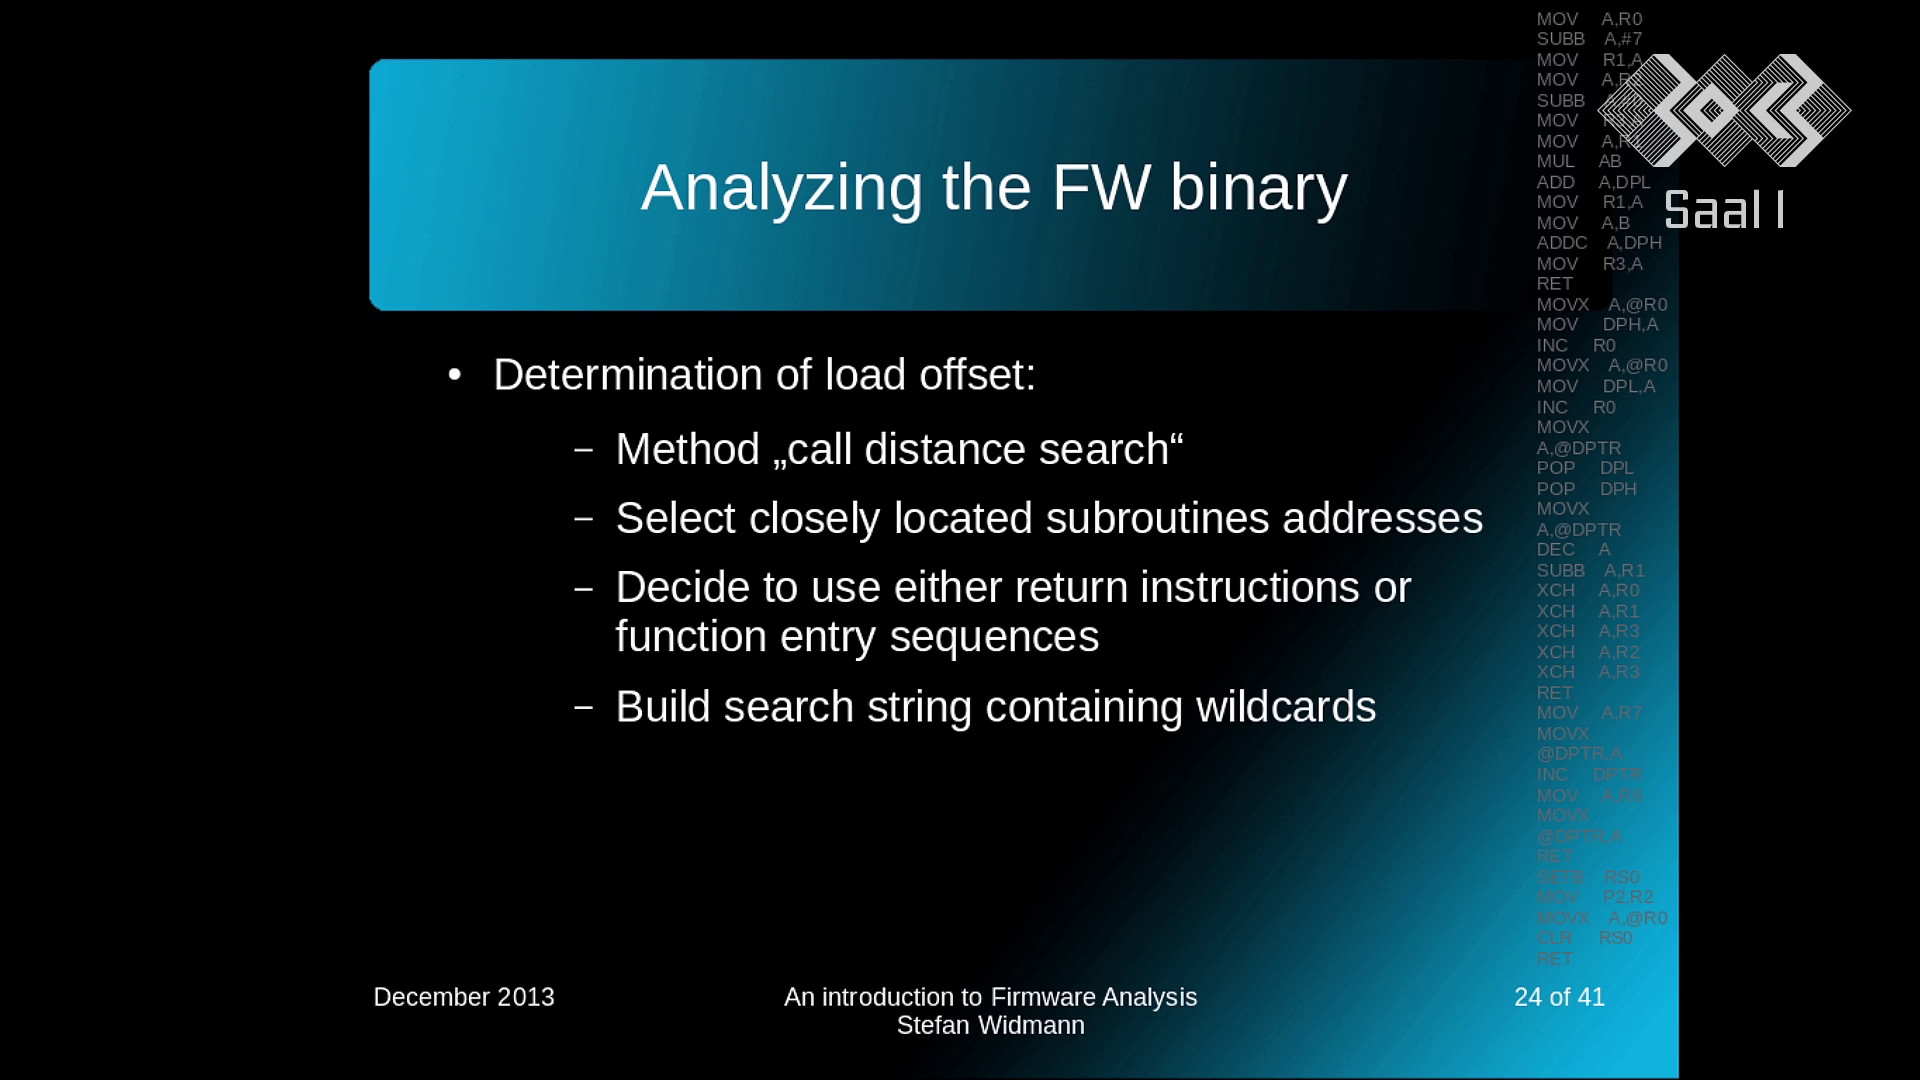 Analyzing the FW binary
• Determination of load offset:
– Method „call distance search“
– Select closely located subroutines addresses
– Decide to use either return instructions or
function entry sequences
– Build search string containing wildcards
December 2013
An introduction to Firmware Analysis
Stefan Widmann
24 of 41
MOV A,R0
SUBB A,#7
MOV R1,A
MOV
SUBB
MOV
MOV
MUL AB
ADD A,DPL
MOV R1,A
MOV A,B
ADDC A,DPH
MOV R3,A
RET
MOVX A,@R0
MOV DPH,A
INC R0
MOVX A,@R0
MOV DPL,A
INC R0
MOVX
A,@DPTR
POP DPL
POP DPH
MOVX
A,@DPTR
DEC A
SUBB A,R1
XCH A,R0
XCH A,R1
XCH A,R3
XCH A,R2
XCH A,R3
RET
MOV A,R7
MOVX
@DPTR,A
INC DPTR
MOV A,R6
MOVX
@DPTR,A
RET
SETB RS0
MOV P2,R2
MOVX A,@R0
CLR RS0
RET
30C3
Saal 1